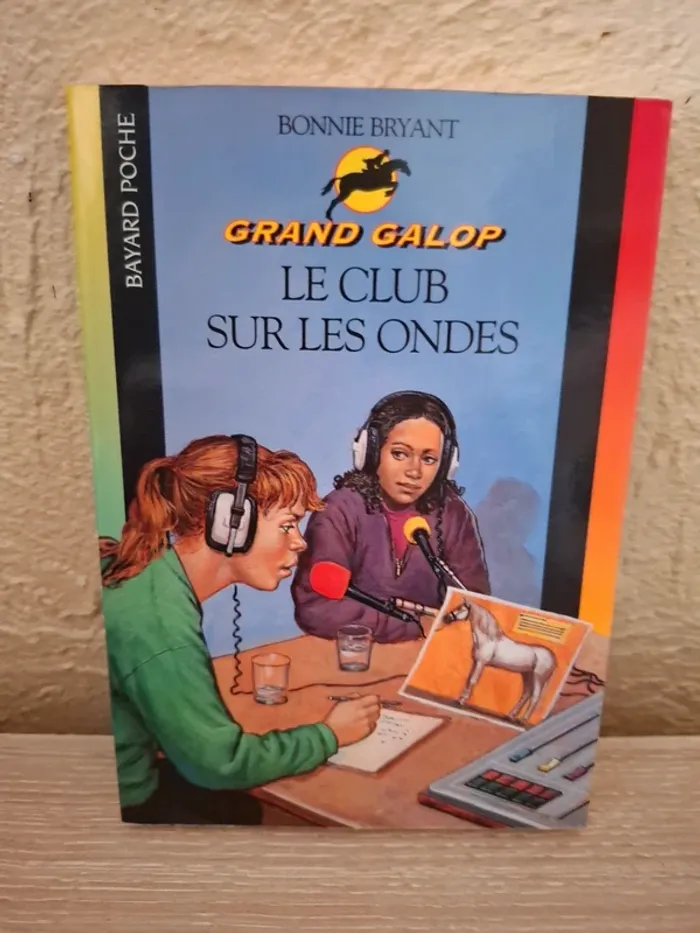 BONNIE BRYANT
BAYARD POCHE
GRAND GALOP
LE CLUB
SUR LES ONDES